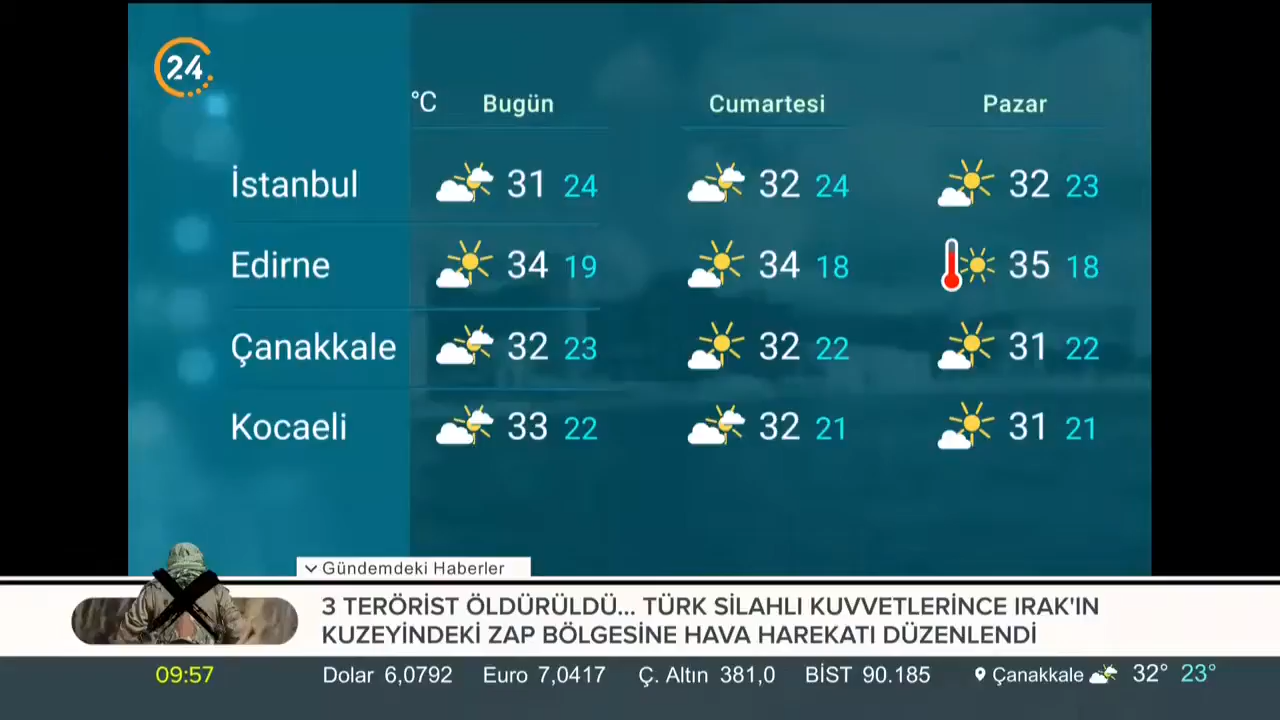 24
°C Bugün Cumartesi Pazar
İstanbul 31 24 32 24 32 23
Edirne 34 19 34 18 35 18
Çanakkale 32 23 32 22 31 22
Kocaeli 33 22 32 21 31 21
Gündemdeki Haberler
3 TERÖRİST ÖLDÜRÜLDÜ... TÜRK SİLAHLI KUVVETLERİNCE IRAK'IN
KUZEYİNDEKİ ZAP BÖLGESİNE HAVA HAREKATI DÜZENLENDİ
09:57 Dolar 6,0792 Euro 7,0417 Ç. Altın 381,0 BİST 90.185 Çanakkale 32° 23°